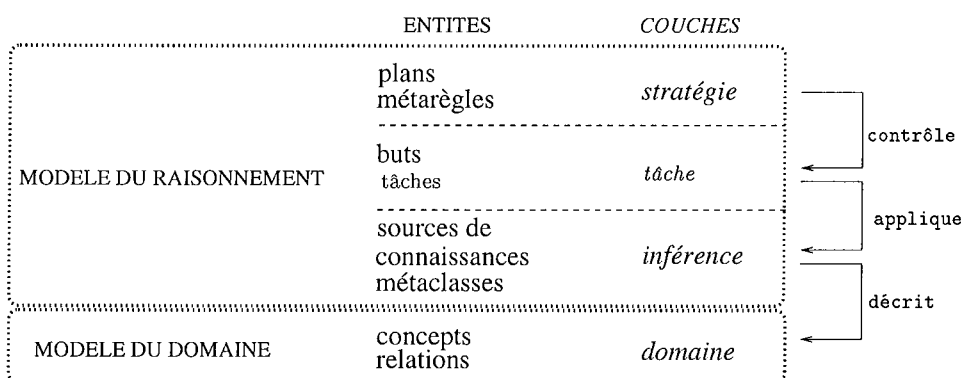 ENTITES COUCHES
plans
métarègles
stratégie
contrôle
buts
tâches
tâche
MODELE DU RAISONNEMENT
applique
sources de
connaissances
métaclasses
inférence
décrit
MODELE DU DOMAINE
concepts
relations
domaine